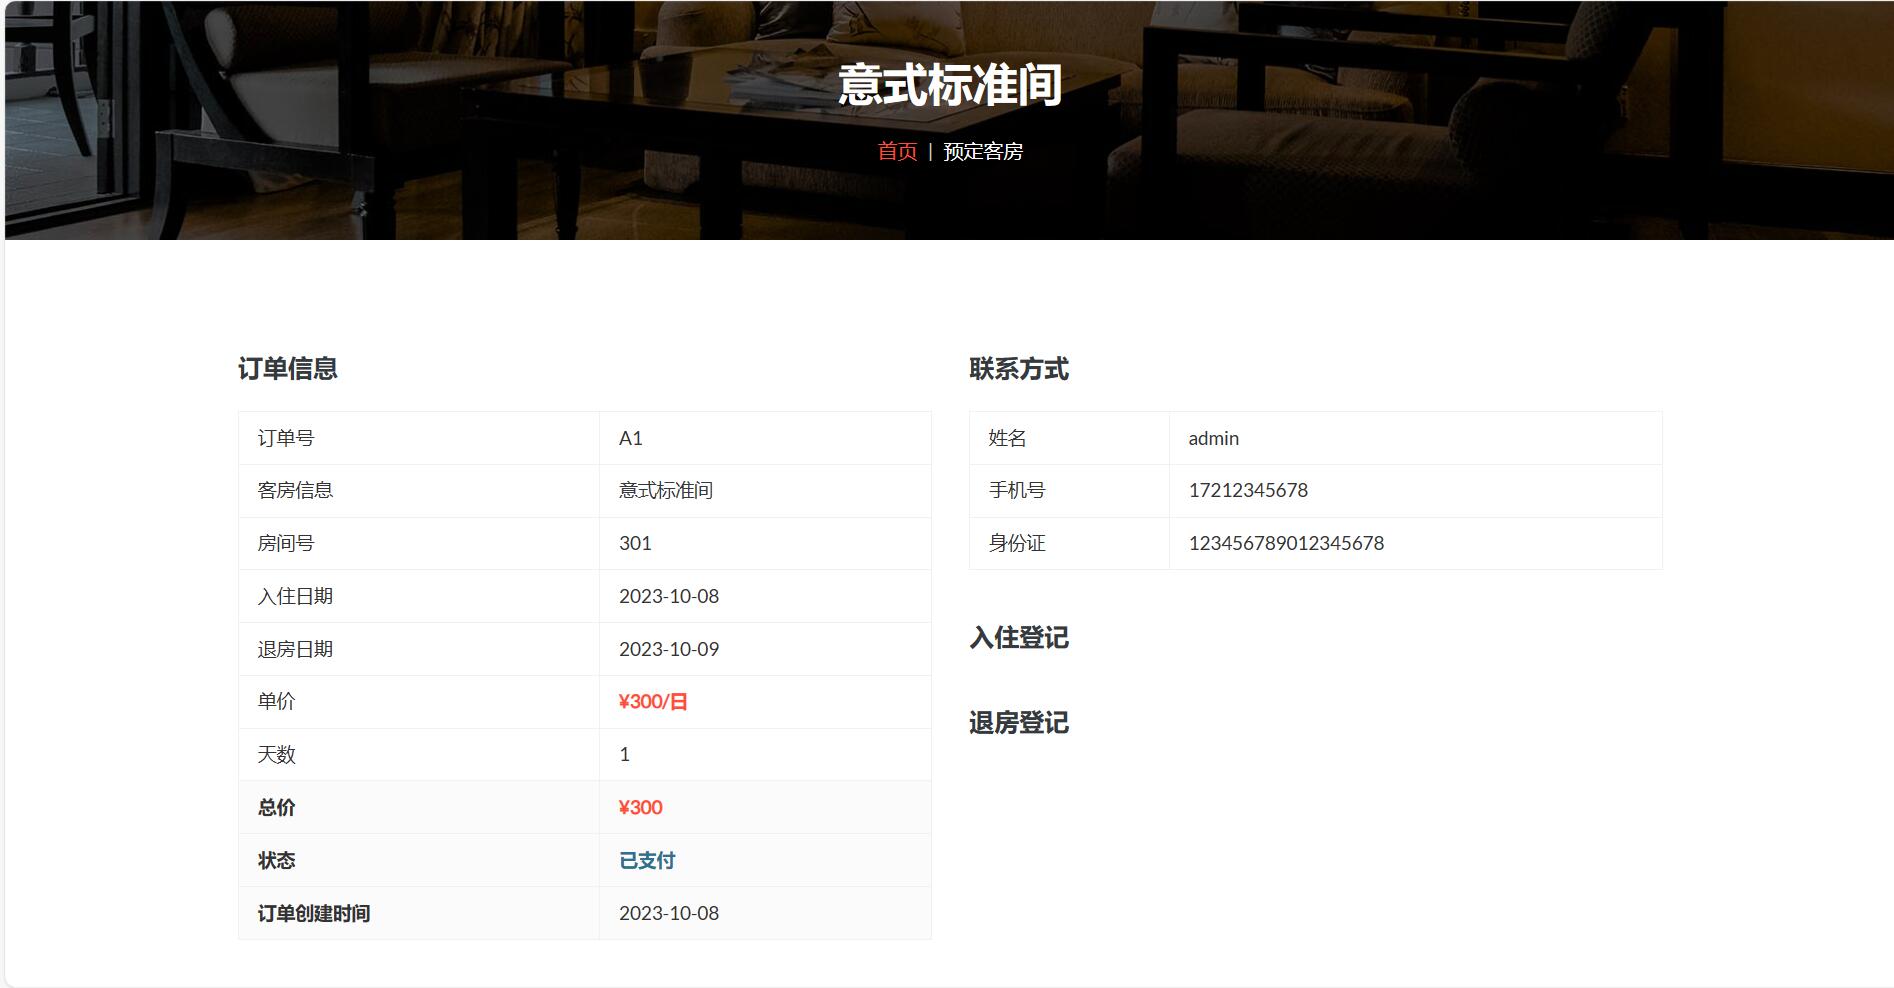 意式标准间
首页 | 预定客房
订单信息
订单号 A1
客房信息 意式标准间
房间号 301
入住日期 2023-10-08
退房日期 2023-10-09
单价 ¥300/日
天数 1
总价 ¥300
状态 已支付
订单创建时间 2023-10-08
联系方式
姓名 admin
手机号 17212345678
身份证 123456789012345678
入住登记
退房登记